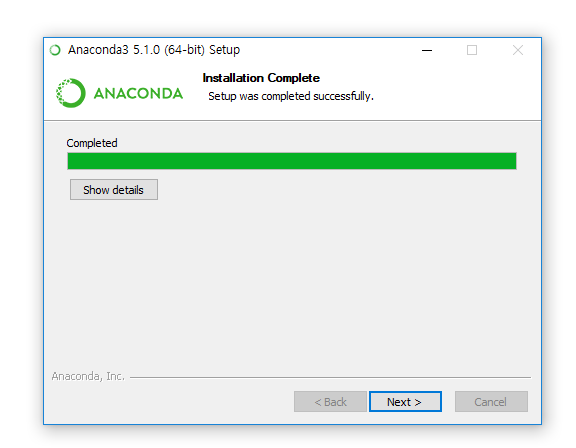 Anaconda3 5.1.0 (64-bit) Setup
ANACONDA
Installation Complete
Setup was completed successfully.
Completed
Show details
Anaconda, Inc.
< Back
Next >
Cancel